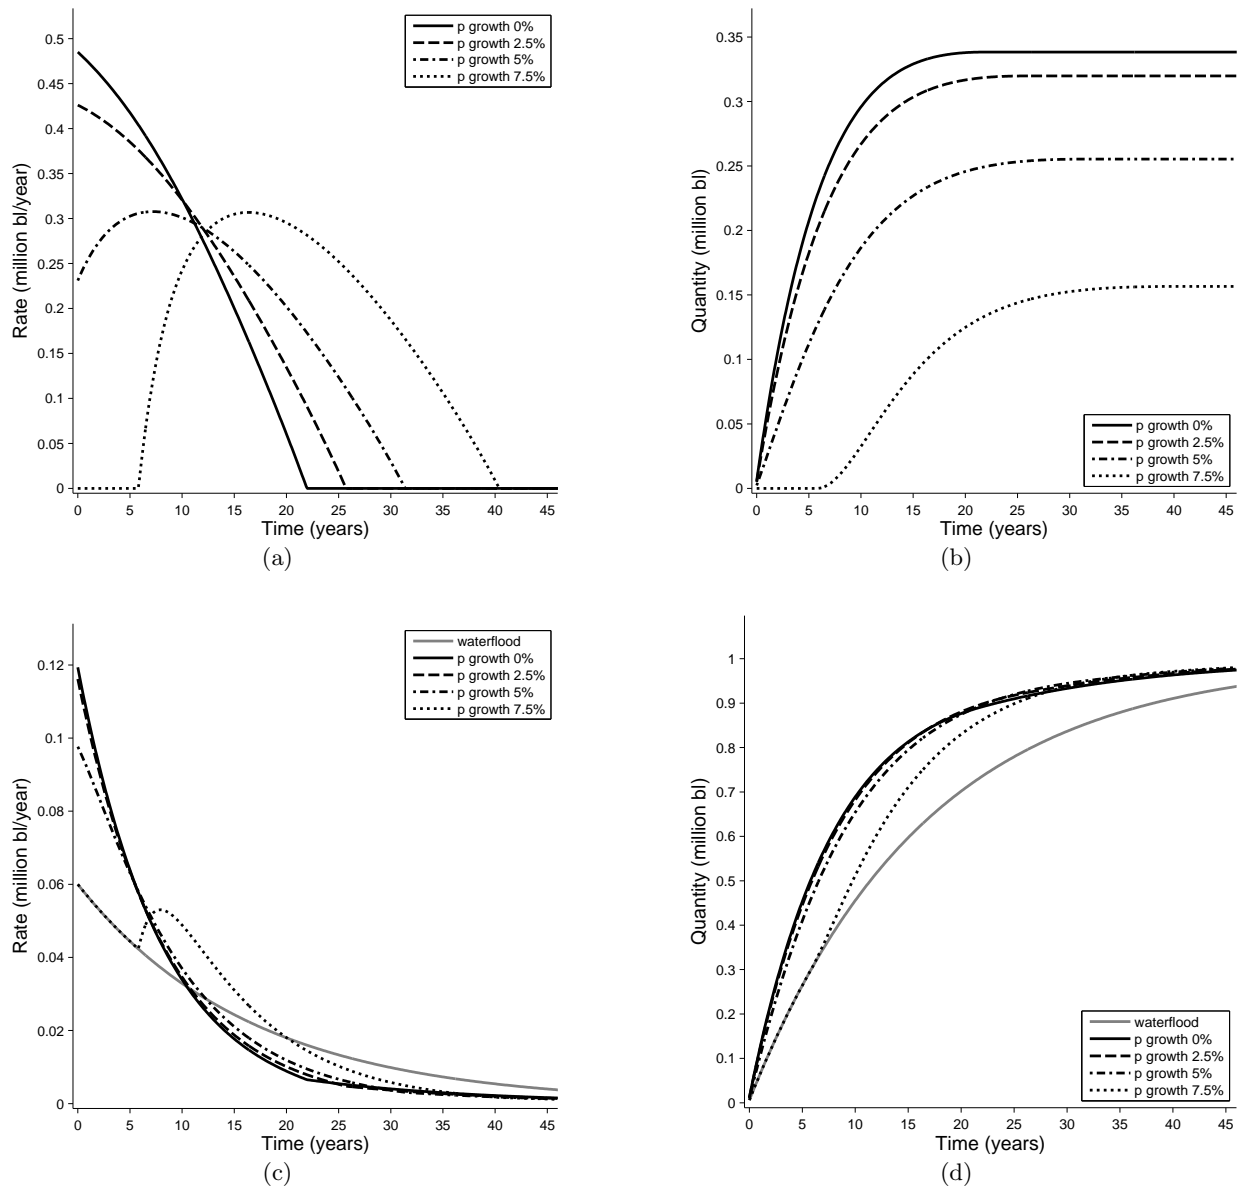 p growth 0%
p growth 2.5%
p growth 5%
p growth 7.5%
Rate (million bl/year)
0.5
0.45
0.4
0.35
0.3
0.25
0.2
0.15
0.1
0.05
0
0 5 10 15 20 25 30 35 40 45
Time (years)
(a)
Quantity (million bl)
0.35
0.3
0.25
0.2
0.15
0.1
0.05
0
p growth 0%
p growth 2.5%
p growth 5%
p growth 7.5%
0 5 10 15 20 25 30 35 40 45
Time (years)
(b)
waterflood
p growth 0%
p growth 2.5%
p growth 5%
p growth 7.5%
Rate (million bl/year)
0.12
0.1
0.08
0.06
0.04
0.02
0
0 5 10 15 20 25 30 35 40 45
Time (years)
(c)
Quantity (million bl)
1
0.9
0.8
0.7
0.6
0.5
0.4
0.3
0.2
0.1
0
waterflood
p growth 0%
p growth 2.5%
p growth 5%
p growth 7.5%
0 5 10 15 20 25 30 35 40 45
Time (years)
(d)